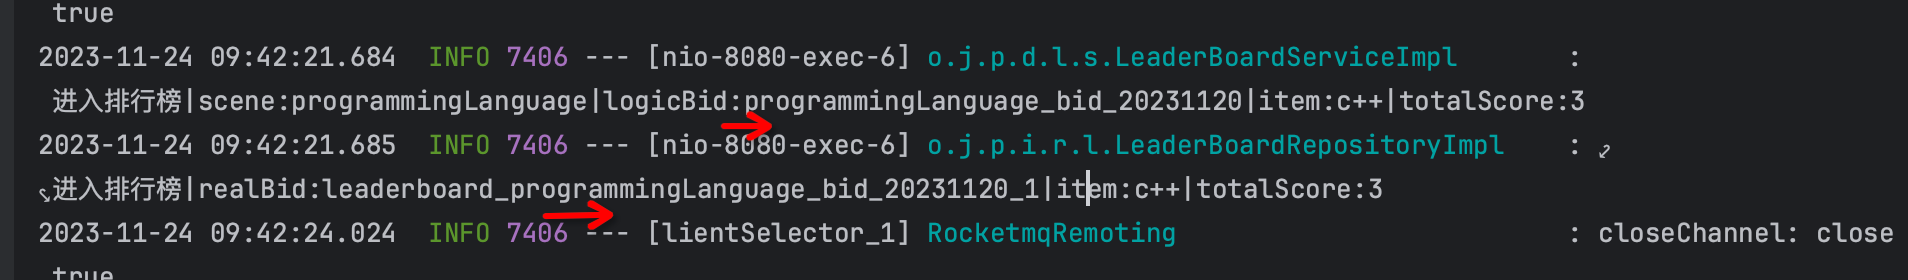 true
2023-11-24 09:42:21.684  INFO 7406 --- [nio-8080-exec-6] o.j.p.d.l.s.LeaderBoardServiceImpl       :
进入排行榜|scene:programmingLanguage|logicBid:programmingLanguage_bid_20231120|item:c++|totalScore:3
2023-11-24 09:42:21.685  INFO 7406 --- [nio-8080-exec-6] o.j.p.i.r.l.LeaderBoardRepositoryImpl    :
进入排行榜|realBid:leaderboard_programmingLanguage_bid_20231120_1|item:c++|totalScore:3
2023-11-24 09:42:24.024  INFO 7406 --- [lientSelector_1] RocketmqRemoting                         : closeChannel: close
true